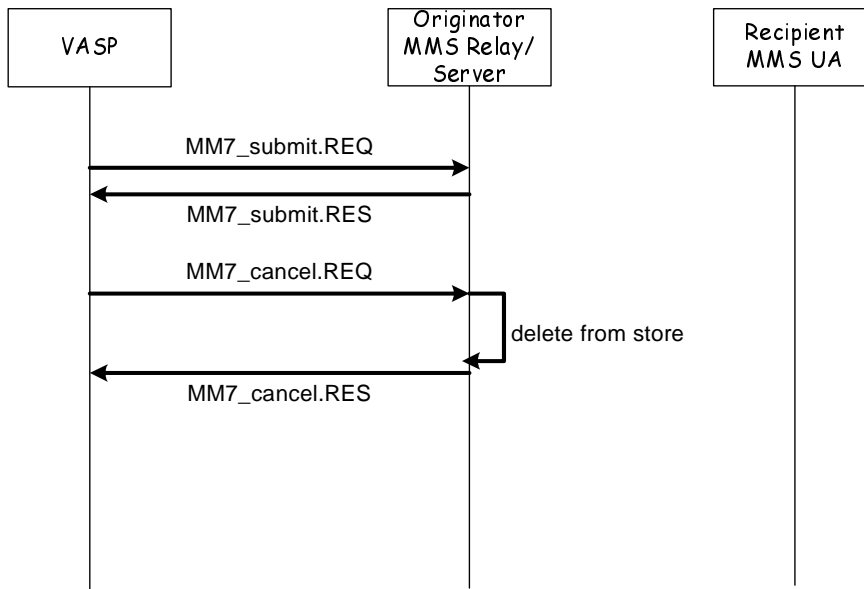 VASP
Originator
MMS Relay/
Server
Recipient
MMS UA
MM7_submit.REQ
MM7_submit.RES
MM7_cancel.REQ
delete from store
MM7_cancel.RES